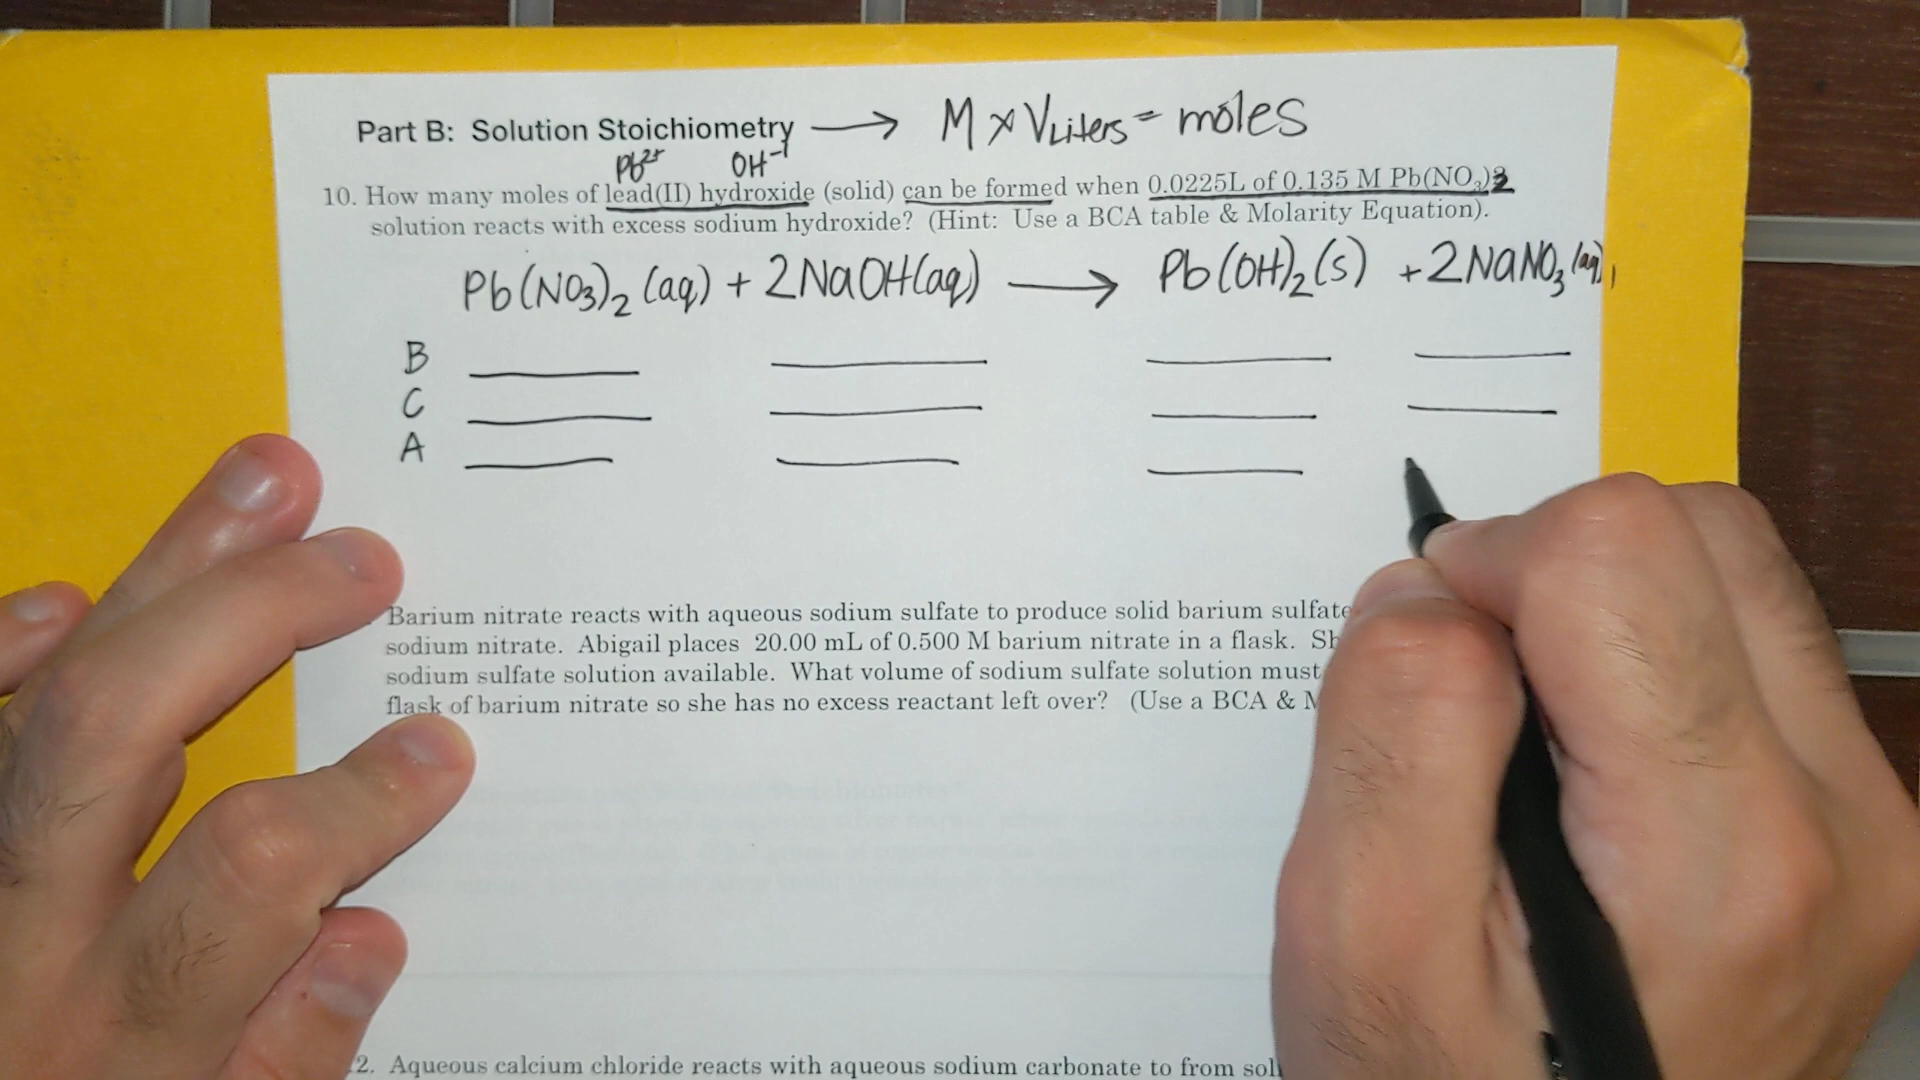 Part B: Solution Stoichiometry → M × V Liters = moles
Pb²⁺ OH⁻¹
10. How many moles of lead(II) hydroxide (solid) can be formed when 0.0225L of 0.135 M Pb(NO₃)2
solution reacts with excess sodium hydroxide? (Hint: Use a BCA table & Molarity Equation).
Pb(NO₃)₂ (aq) + 2NaOH(aq) → Pb(OH)₂(s) + 2NaNO₃(aq)
B
C
A
Barium nitrate reacts with aqueous sodium sulfate to produce solid barium sulfate
sodium nitrate. Abigail places 20.00 mL of 0.500 M barium nitrate in a flask.
sodium sulfate solution available. What volume of sodium sulfate solution must
flask of barium nitrate so she has no excess reactant left over? (Use a BCA &
2. Aqueous calcium chloride reacts with aqueous sodium carbonate to from